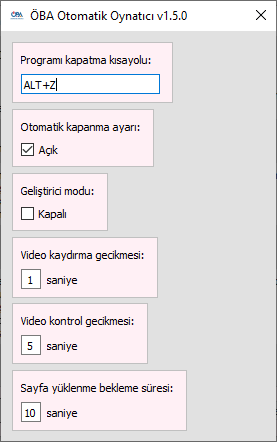 ÖBA ÖBA Otomatik Oynatıcı v1.5.0
Programı kapatma kısayolu:
ALT+Z
Otomatik kapanma ayarı:
Açık
Geliştirici modu:
Kapalı
Video kaydırma gecikmesi:
1 saniye
Video kontrol gecikmesi:
5 saniye
Sayfa yüklenme bekleme süresi:
10 saniye